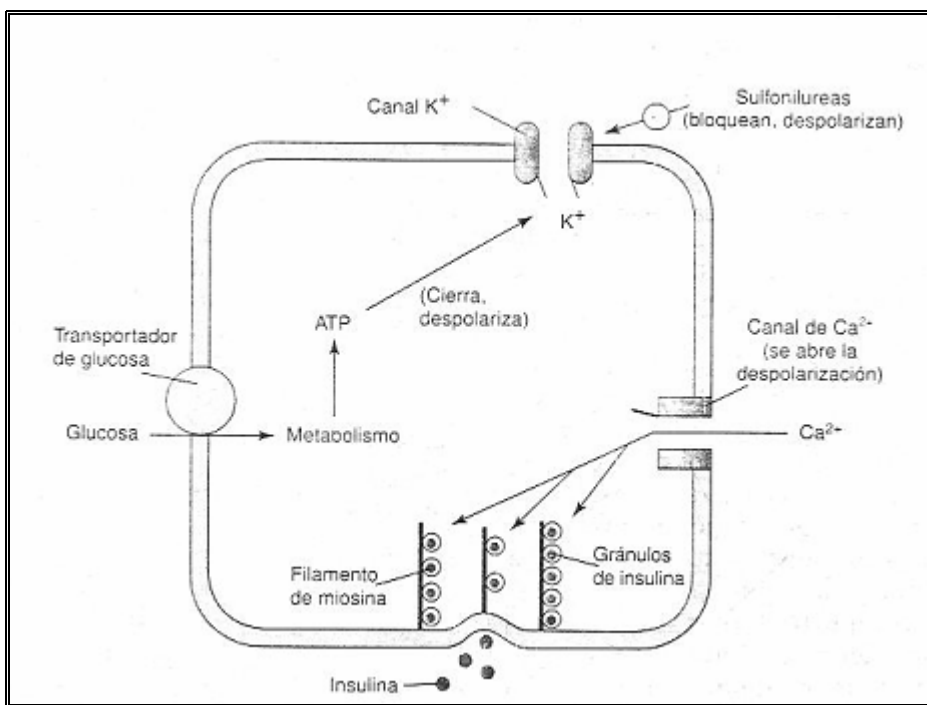 Canal K⁺
Sulfonilureas
(bloquean, despolarizan)
K⁺
(Cierra,
despolariza)
ATP
Transportador
de glucosa
Canal de Ca²⁺
(se abre la
despolarización)
Glucosa
Metabolismo
Ca²⁺
Filamento
de miosina
Gránulos
de insulina
Insulina